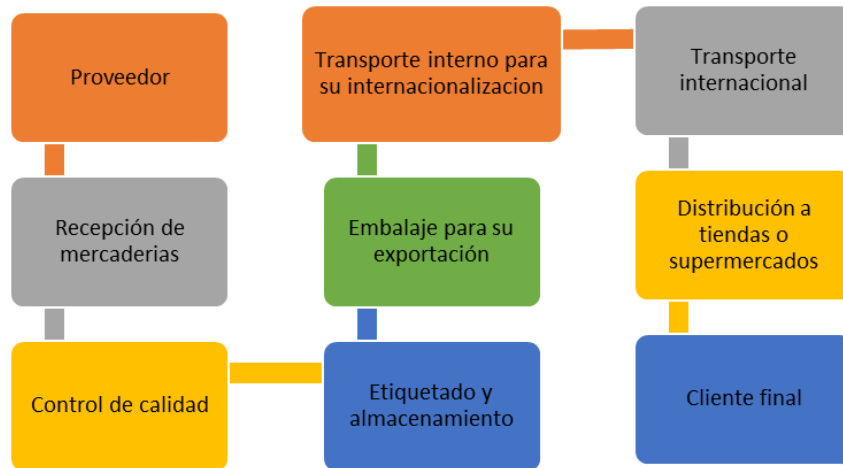 Proveedor
Recepción de
mercaderias
Control de calidad
Etiquetado y
almacenamiento
Embalaje para su
exportación
Transporte interno para
su internacionalizacion
Transporte
internacional
Distribución a
tiendas o
supermercados
Cliente final